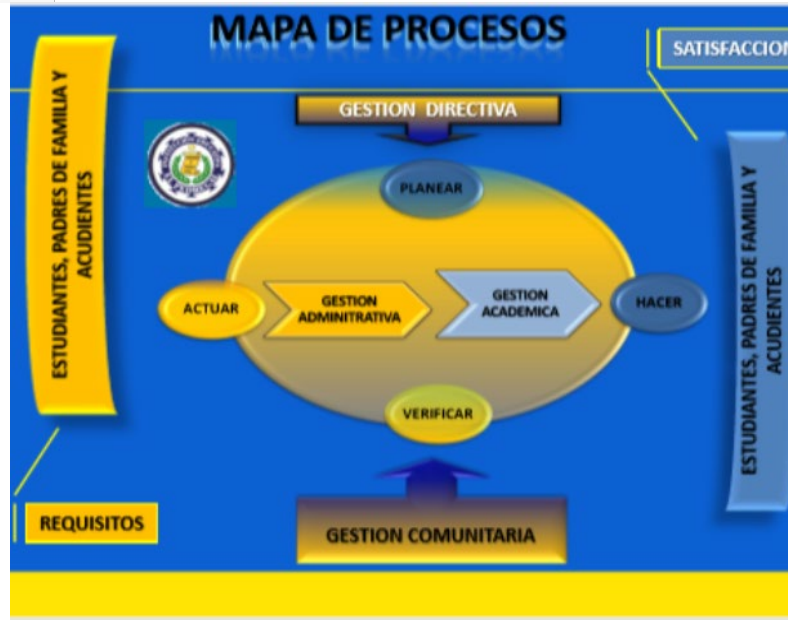 MAPA DE PROCESOS
SATISFACCION
ESTUDIANTES, PADRES DE FAMILIA Y
ACUDIENTES
GESTION DIRECTIVA
PLANEAR
ACTUAR
GESTION
ADMINITRATIVA
GESTION
ACADEMICA
HACER
VERIFICAR
ESTUDIANTES, PADRES DE FAMILIA Y
ACUDIENTES
REQUISITOS
GESTION COMUNITARIA